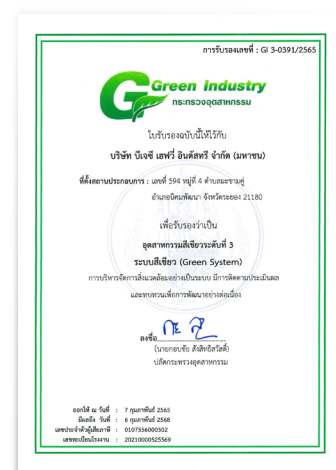 การรับรองเลขที่ : GI 3-0391/2565
Green Industry
กระทรวงอุตสาหกรรม
ใบรับรองฉบับนี้ให้ไว้กับ
บริษัท บีเจซี เฮฟวี่ อินดัสทรี จำกัด (มหาชน)
ที่ตั้งสถานประกอบการ : เลขที่ 594 หมู่ที่ 4 ตำบลมะขามคู่
อำเภอนิคมพัฒนา จังหวัดระยอง 21180
เพื่อรับรองว่าเป็น
อุตสาหกรรมสีเขียวระดับที่ 3
ระบบสีเขียว (Green System)
การบริหารจัดการสิ่งแวดล้อมอย่างเป็นระบบ มีการติดตามประเมินผล
และทบทวนเพื่อการพัฒนาอย่างต่อเนื่อง
ลงชื่อ
(นายกอบชัย สังสิทธิสวัสดิ์)
ปลัดกระทรวงอุตสาหกรรม
ออกให้ ณ วันที่ : 7 กุมภาพันธ์ 2565
มีผลถึง วันที่ : 6 กุมภาพันธ์ 2568
เลขประจำตัวผู้เสียภาษี : 0107556000302
เลขทะเบียนโรงงาน : 20210000525569